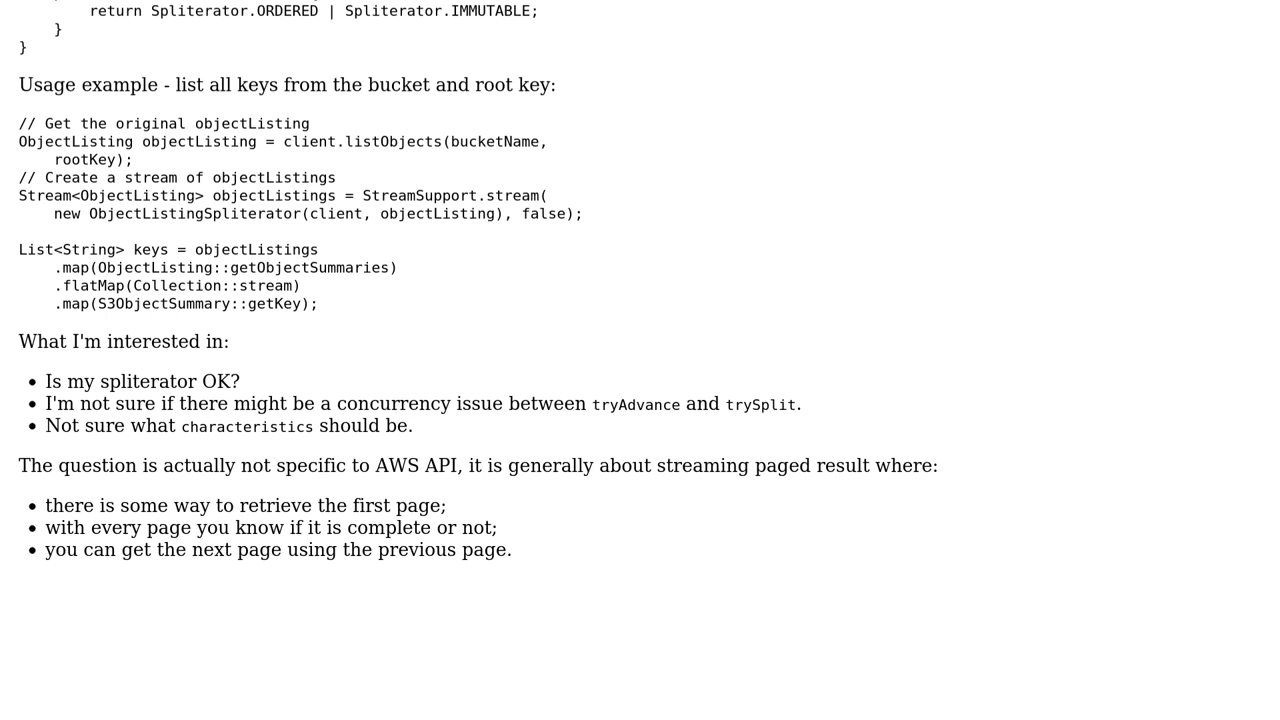 return Spliterator.ORDERED | Spliterator.IMMUTABLE;
}
}
Usage example - list all keys from the bucket and root key:
// Get the original objectListing
ObjectListing objectListing = client.listObjects(bucketName,
rootKey);
// Create a stream of objectListings
Stream<ObjectListing> objectListings = StreamSupport.stream(
new ObjectListingSpliterator(client, objectListing), false);
List<String> keys = objectListings
.map(ObjectListing::getObjectSummaries)
.flatMap(Collection::stream)
.map(S3ObjectSummary::getKey);
What I'm interested in:
• Is my spliterator OK?
• I'm not sure if there might be a concurrency issue between tryAdvance and trySplit.
• Not sure what characteristics should be.
The question is actually not specific to AWS API, it is generally about streaming paged result where:
• there is some way to retrieve the first page;
• with every page you know if it is complete or not;
• you can get the next page using the previous page.